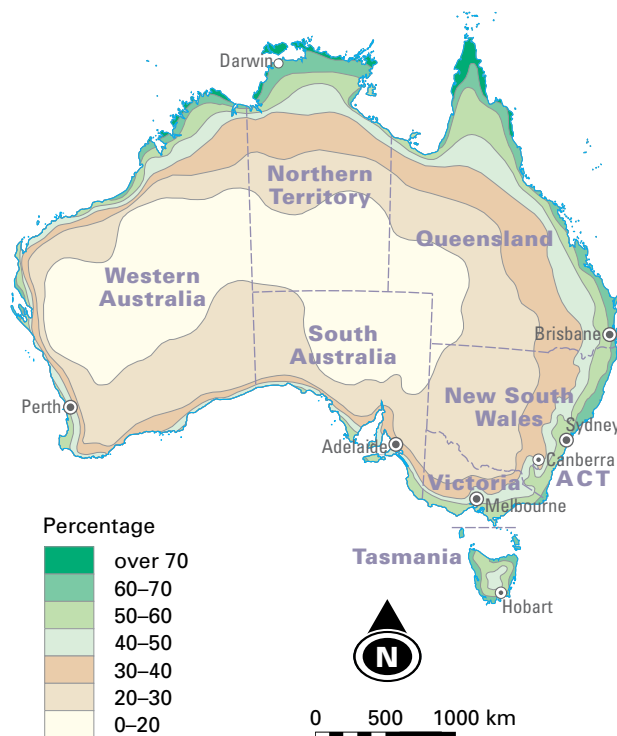 Darwin
Northern
Territory
Queensland
Western
Australia
South
Australia
Brisbane
New South
Wales
Perth
Sydney
Adelaide
Canberra
Victoria
ACT
Melbourne
Percentage
over 70
60–70
50–60
40–50
30–40
20–30
0–20
Tasmania
Hobart
N
0 500 1000 km